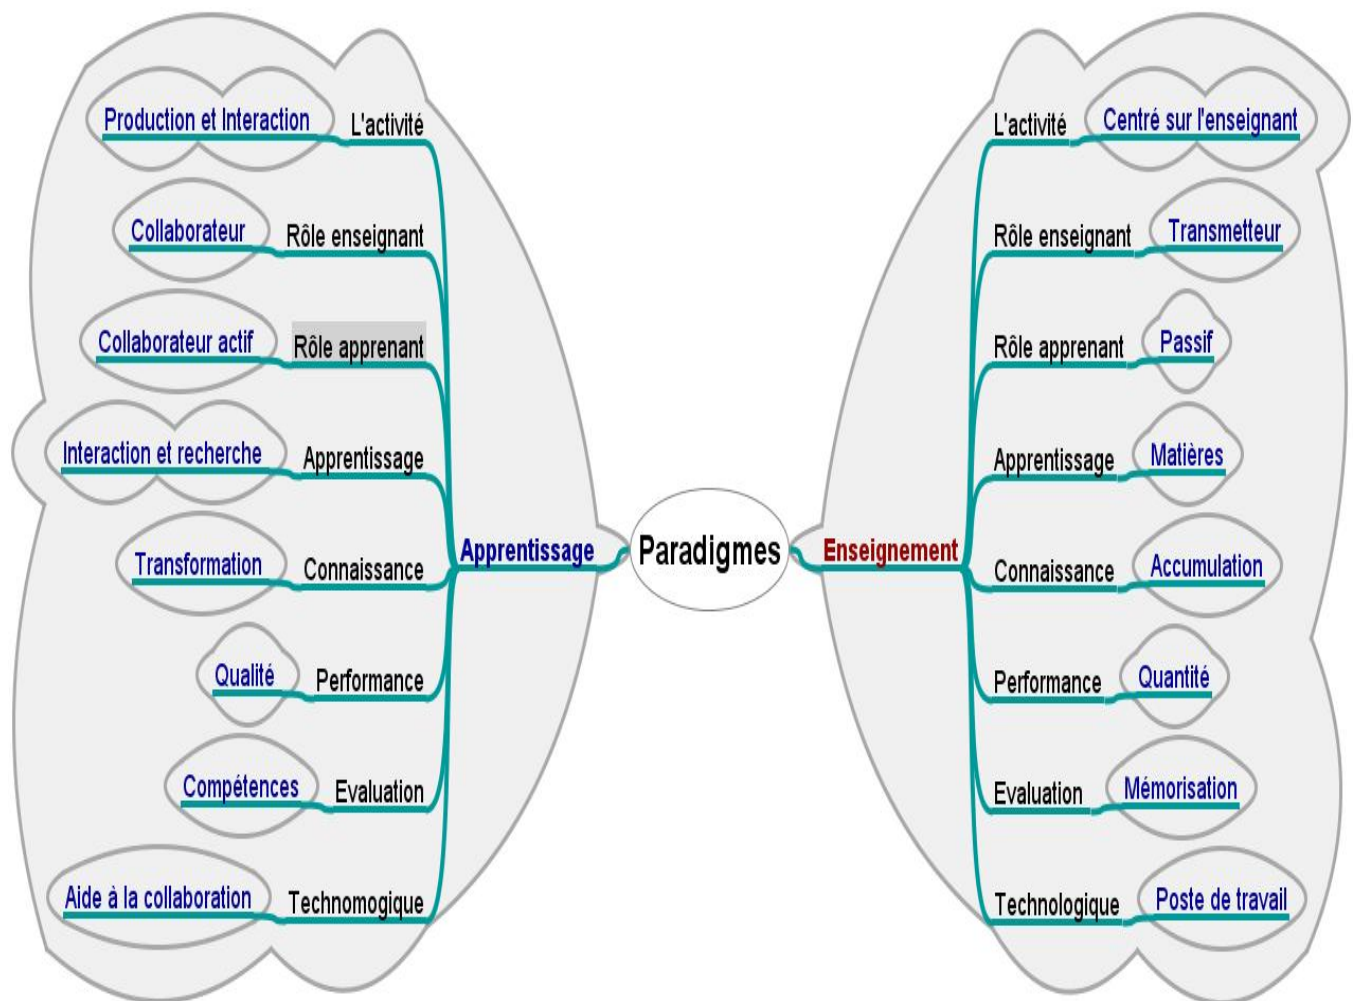 Paradigmes
Apprentissage
L'activité
Production et Interaction
Rôle enseignant
Collaborateur
Rôle apprenant
Collaborateur actif
Apprentissage
Interaction et recherche
Connaissance
Transformation
Performance
Qualité
Evaluation
Compétences
Technomogique
Aide à la collaboration
Enseignement
L'activité
Centré sur l'enseignant
Rôle enseignant
Transmetteur
Rôle apprenant
Passif
Apprentissage
Matières
Connaissance
Accumulation
Performance
Quantité
Evaluation
Mémorisation
Technologique
Poste de travail